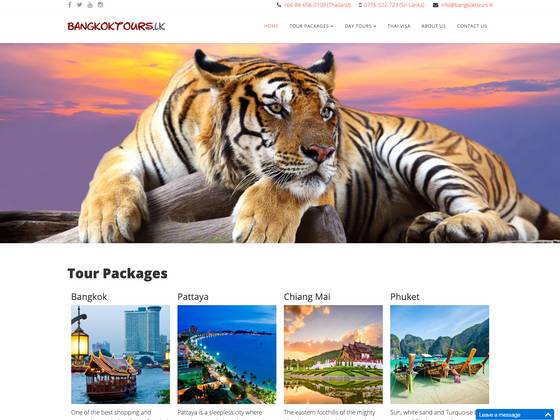 +66-88-656-0109 (Thailand) 0776-522-723 (Sri Lanka) info@bangkoktours.lk
BANGKOKTOURS.LK
HOME TOUR PACKAGES DAY TOURS THAI VISA ABOUT US CONTACT US
Tour Packages
Bangkok Pattaya Chiang Mai Phuket
One of the best shopping and Pattaya is a sleepless city where The eastern foothills of the mighty Sun, white sand and Turquoise
Leave a message